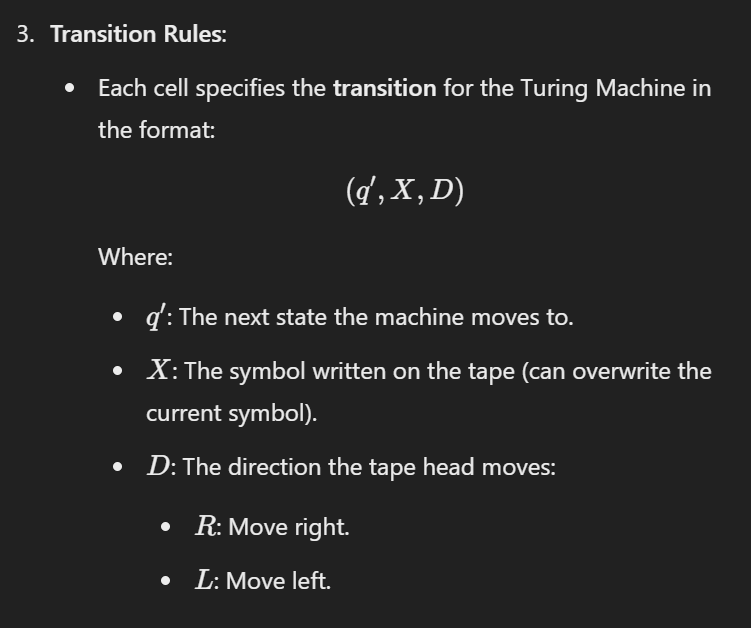 3. Transition Rules:
• Each cell specifies the transition for the Turing Machine in
the format:
(q′, X, D)
Where:
• q′: The next state the machine moves to.
• X: The symbol written on the tape (can overwrite the
current symbol).
• D: The direction the tape head moves:
• R: Move right.
• L: Move left.